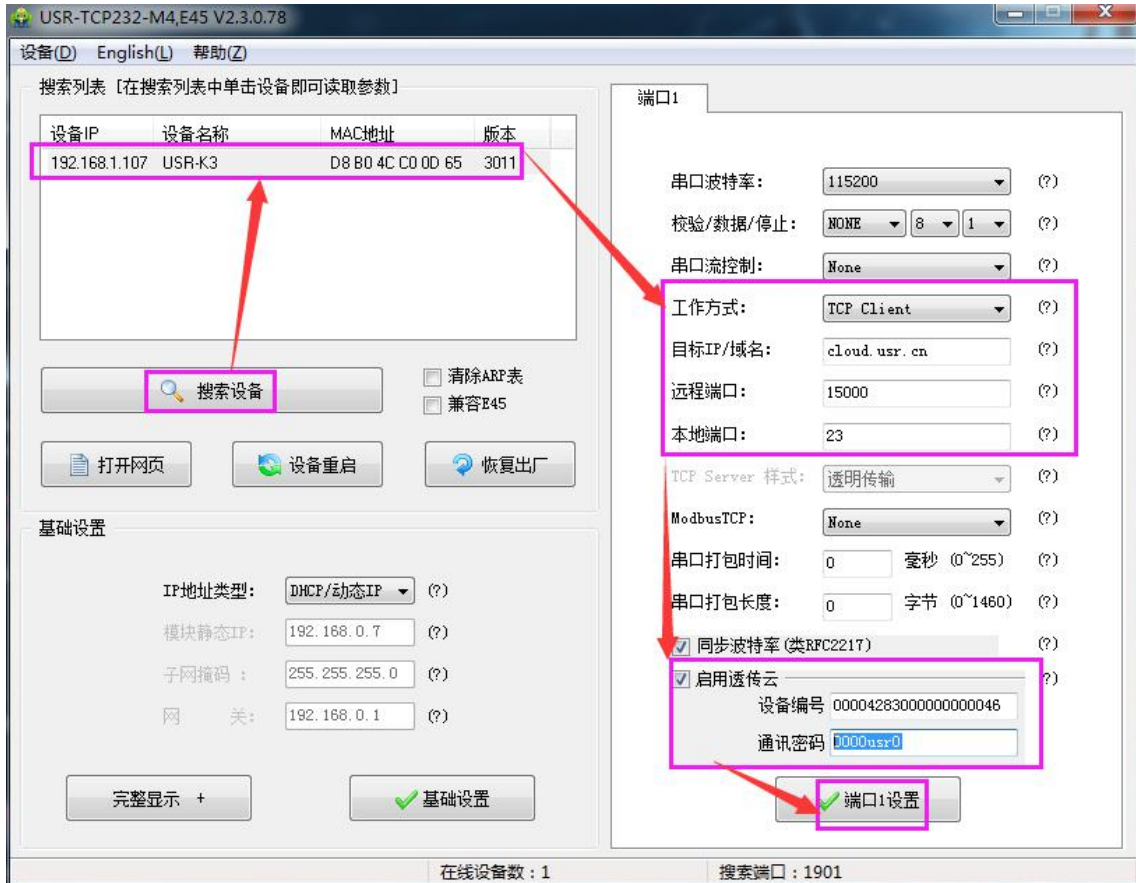 USR-TCP232-M4,E45 V2.3.0.78
设备(D) English(L) 帮助(Z)
搜索列表 [在搜索列表中单击设备即可读取参数]
设备IP 设备名称 MAC地址 版本
192.168.1.107 USR-K3 D8 B0 4C C0 0D 65 3011
搜索设备
清除ARP表
兼容E45
打开网页
设备重启
恢复出厂
基础设置
IP地址类型: DHCP/动态IP (?)
模块静态IP: 192.168.0.7 (?)
子网掩码 : 255.255.255.0 (?)
网 关: 192.168.0.1 (?)
完整显示 +
基础设置
端口1
串口波特率: 115200 (?)
校验/数据/停止: NONE 8 1 (?)
串口流控制: None (?)
工作方式: TCP Client (?)
目标IP/域名: cloud.usr.cn (?)
远程端口: 15000 (?)
本地端口: 23 (?)
TCP Server 样式: 透明传输 (?)
ModbusTCP: None (?)
串口打包时间: 0 毫秒 (0~255) (?)
串口打包长度: 0 字节 (0~1460) (?)
同步波特率(类RFC2217) (?)
启用透传云 ?)
设备编号 00004283000000000046
通讯密码 0000usr0
端口1设置
在线设备数：1 搜索端口：1901